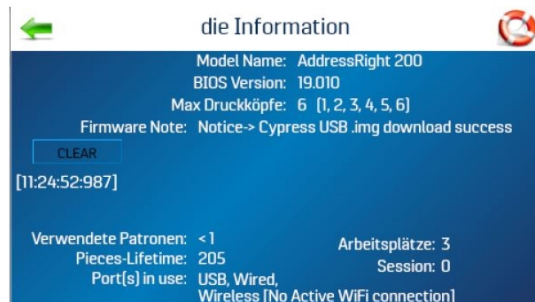 die Information
Model Name: AddressRight 200
BIOS Version: 19.010
Max Druckköpfe: 6 (1, 2, 3, 4, 5, 6)
Firmware Note: Notice-> Cypress USB .img download success
CLEAR
[11:24:52:987]
Verwendete Patronen: <1
Arbeitsplätze: 3
Pieces-Lifetime: 205
Session: 0
Port(s) in use: USB, Wired,
Wireless [No Active WiFi connection]